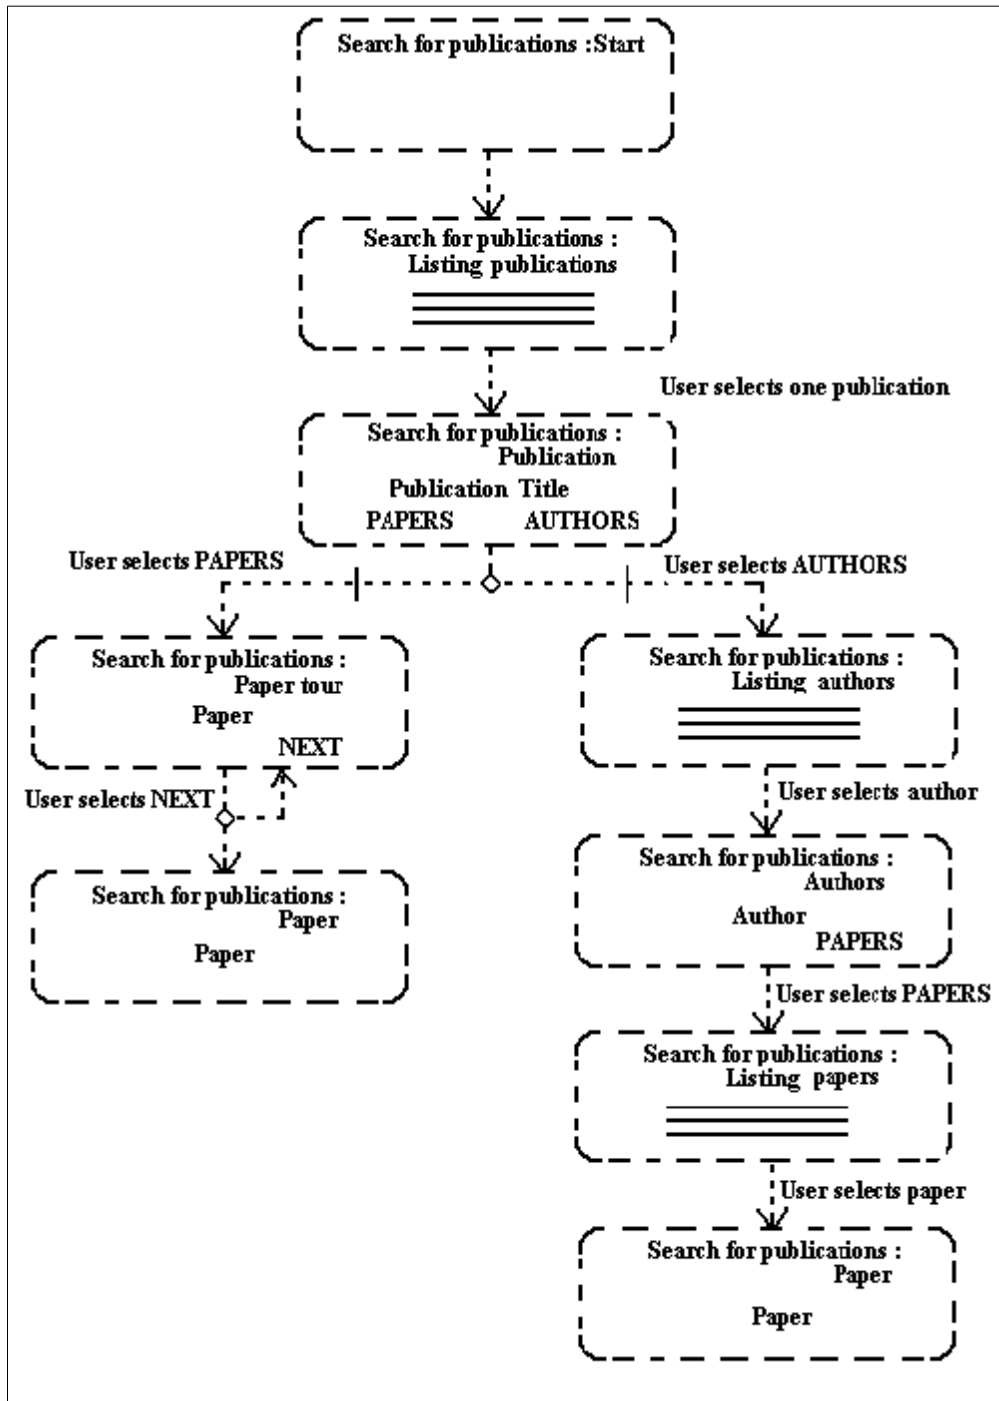 Search for publications :Start
Search for publications :
Listing publications
User selects one publication
Search for publications :
Publication
Publication Title
PAPERS AUTHORS
User selects PAPERS
User selects AUTHORS
Search for publications :
Paper tour
Paper
NEXT
User selects NEXT
Search for publications :
Paper
Paper
Search for publications :
Listing authors
User selects author
Search for publications :
Authors
Author
PAPERS
User selects PAPERS
Search for publications :
Listing papers
User selects paper
Search for publications :
Paper
Paper